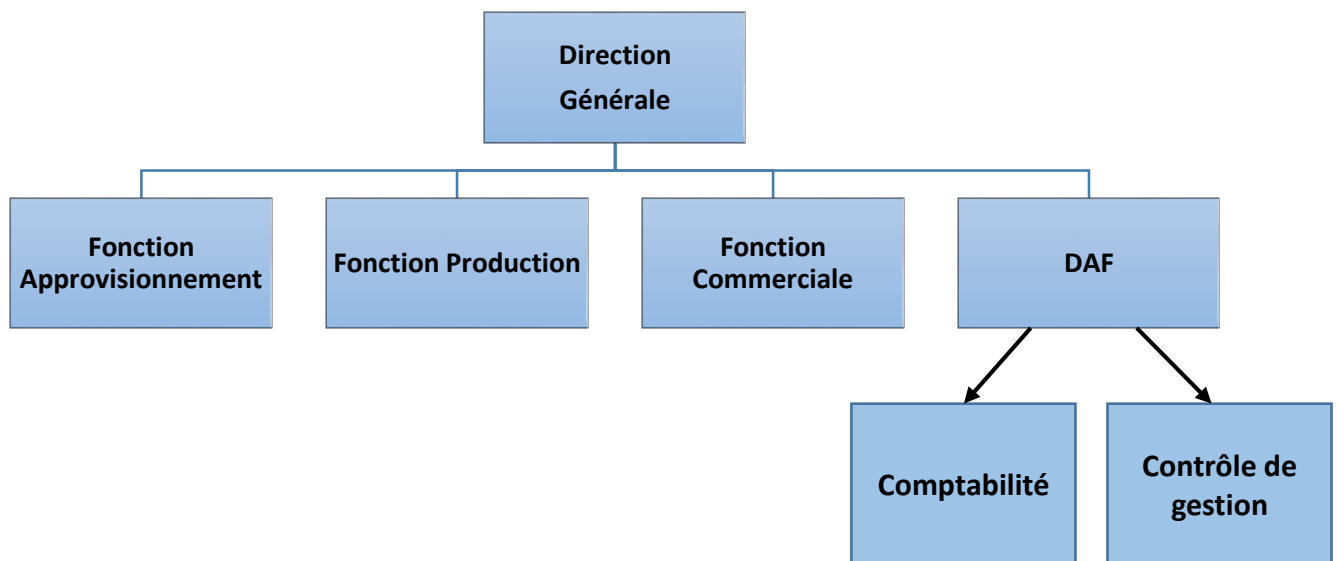 Direction
Générale
Fonction
Approvisionnement
Fonction Production
Fonction
Commerciale
DAF
Comptabilité
Contrôle de
gestion